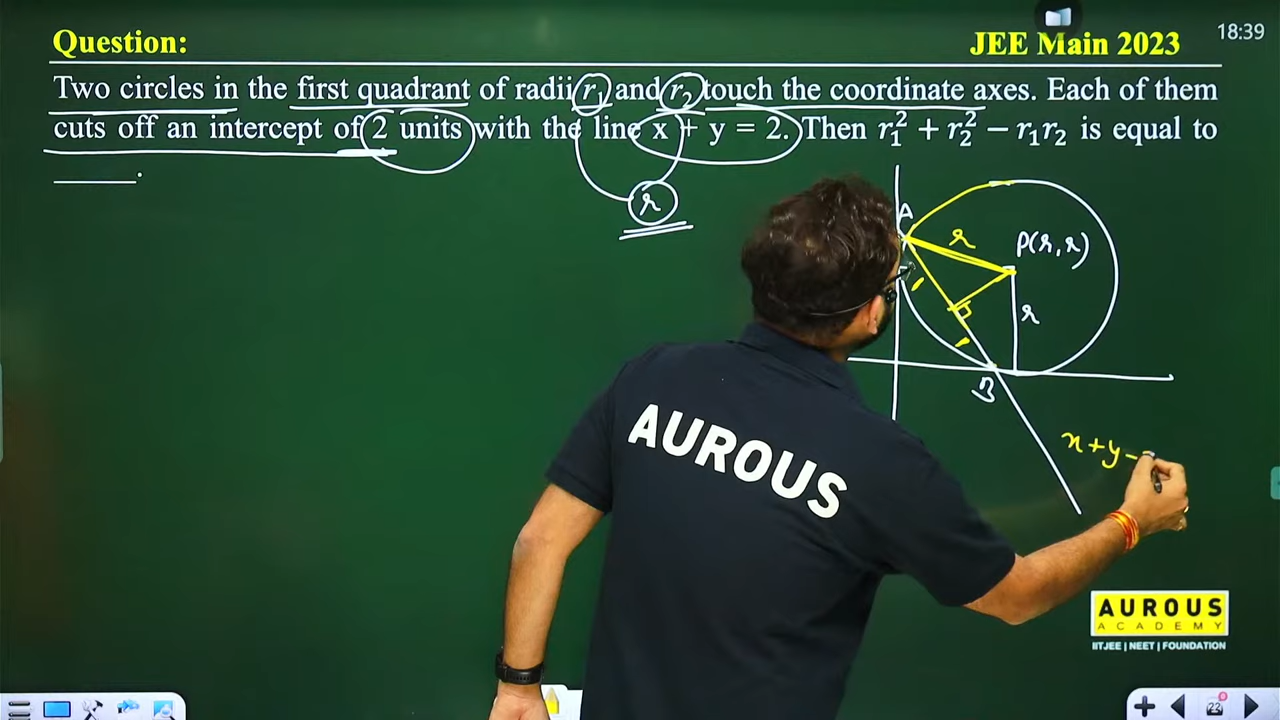 Question:
JEE Main 2023
18:39
Two circles in the first quadrant of radii r₁ and r₂ touch the coordinate axes. Each of them
cuts off an intercept of 2 units with the line x + y = 2. Then r₁² + r₂² − r₁r₂ is equal to
______.
r
A
r
P(r, r)
r
B
x + y -
AUROUS
AUROUS
ACADEMY
IITJEE | NEET | FOUNDATION
22